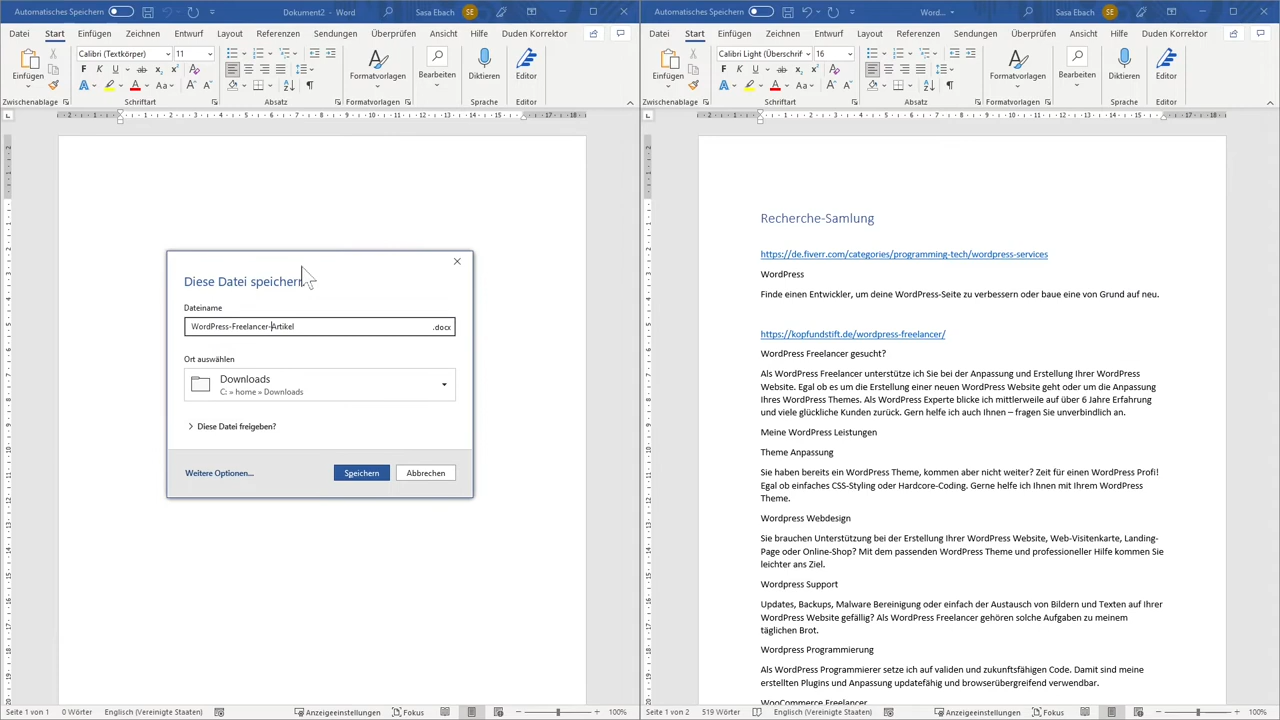 Automatisches Speichern
Dokument2 - Word
Sasa Ebach
SE
Datei
Start
Einfügen
Zeichnen
Entwurf
Layout
Referenzen
Sendungen
Überprüfen
Ansicht
Hilfe
Duden Korrektor
Calibri (Textkörper)
11
Einfügen
Formatvorlagen
Bearbeiten
Diktieren
Editor
Zwischenablage
Schriftart
Absatz
Formatvorlagen
Sprache
Editor
Diese Datei speichern
Dateiname
WordPress-Freelancer-Artikel
.docx
Ort auswählen
Downloads
C: » home » Downloads
Diese Datei freigeben?
Weitere Optionen...
Speichern
Abbrechen
Seite 1 von 1
0 Wörter
Englisch (Vereinigte Staaten)
Anzeigeeinstellungen
Fokus
100%
Automatisches Speichern
Word...
Sasa Ebach
SE
Datei
Start
Einfügen
Zeichnen
Entwurf
Layout
Referenzen
Sendungen
Überprüfen
Ansicht
Hilfe
Duden Korrektor
Calibri Light (Überschrif
16
Einfügen
Formatvorlagen
Bearbeiten
Diktieren
Editor
Zwischenablage
Schriftart
Absatz
Formatvorlagen
Sprache
Editor
Recherche-Samlung
https://de.fiverr.com/categories/programming-tech/wordpress-services
WordPress
Finde einen Entwickler, um deine WordPress-Seite zu verbessern oder baue eine von Grund auf neu.
https://kopfundstift.de/wordpress-freelancer/
WordPress Freelancer gesucht?
Als WordPress Freelancer unterstütze ich Sie bei der Anpassung und Erstellung Ihrer WordPress
Website. Egal ob es um die Erstellung einer neuen WordPress Website geht oder um die Anpassung
Ihres WordPress Themes. Als WordPress Experte blicke ich mittlerweile auf über 6 Jahre Erfahrung
und viele glückliche Kunden zurück. Gern helfe ich auch Ihnen – fragen Sie unverbindlich an.
Meine WordPress Leistungen
Theme Anpassung
Sie haben bereits ein WordPress Theme, kommen aber nicht weiter? Zeit für einen WordPress Profi!
Egal ob einfaches CSS-Styling oder Hardcore-Coding. Gerne helfe ich Ihnen mit Ihrem WordPress
Theme.
Wordpress Webdesign
Sie brauchen Unterstützung bei der Erstellung Ihrer WordPress Website, Web-Visitenkarte, Landing-
Page oder Online-Shop? Mit dem passenden WordPress Theme und professioneller Hilfe kommen Sie
leichter ans Ziel.
Wordpress Support
Updates, Backups, Malware Bereinigung oder einfach der Austausch von Bildern und Texten auf Ihrer
WordPress Website gefällig? Als WordPress Freelancer gehören solche Aufgaben zu meinem
täglichen Brot.
Wordpress Programmierung
Als WordPress Programmierer setze ich auf validen und zukunftsfähigen Code. Damit sind meine
erstellten Plugins und Anpassung updatefähig und browserübergreifend verwendbar.
WooCommerce Freelancer
Seite 1 von 2
519 Wörter
Englisch (Vereinigte Staaten)
Anzeigeeinstellungen
Fokus
100%